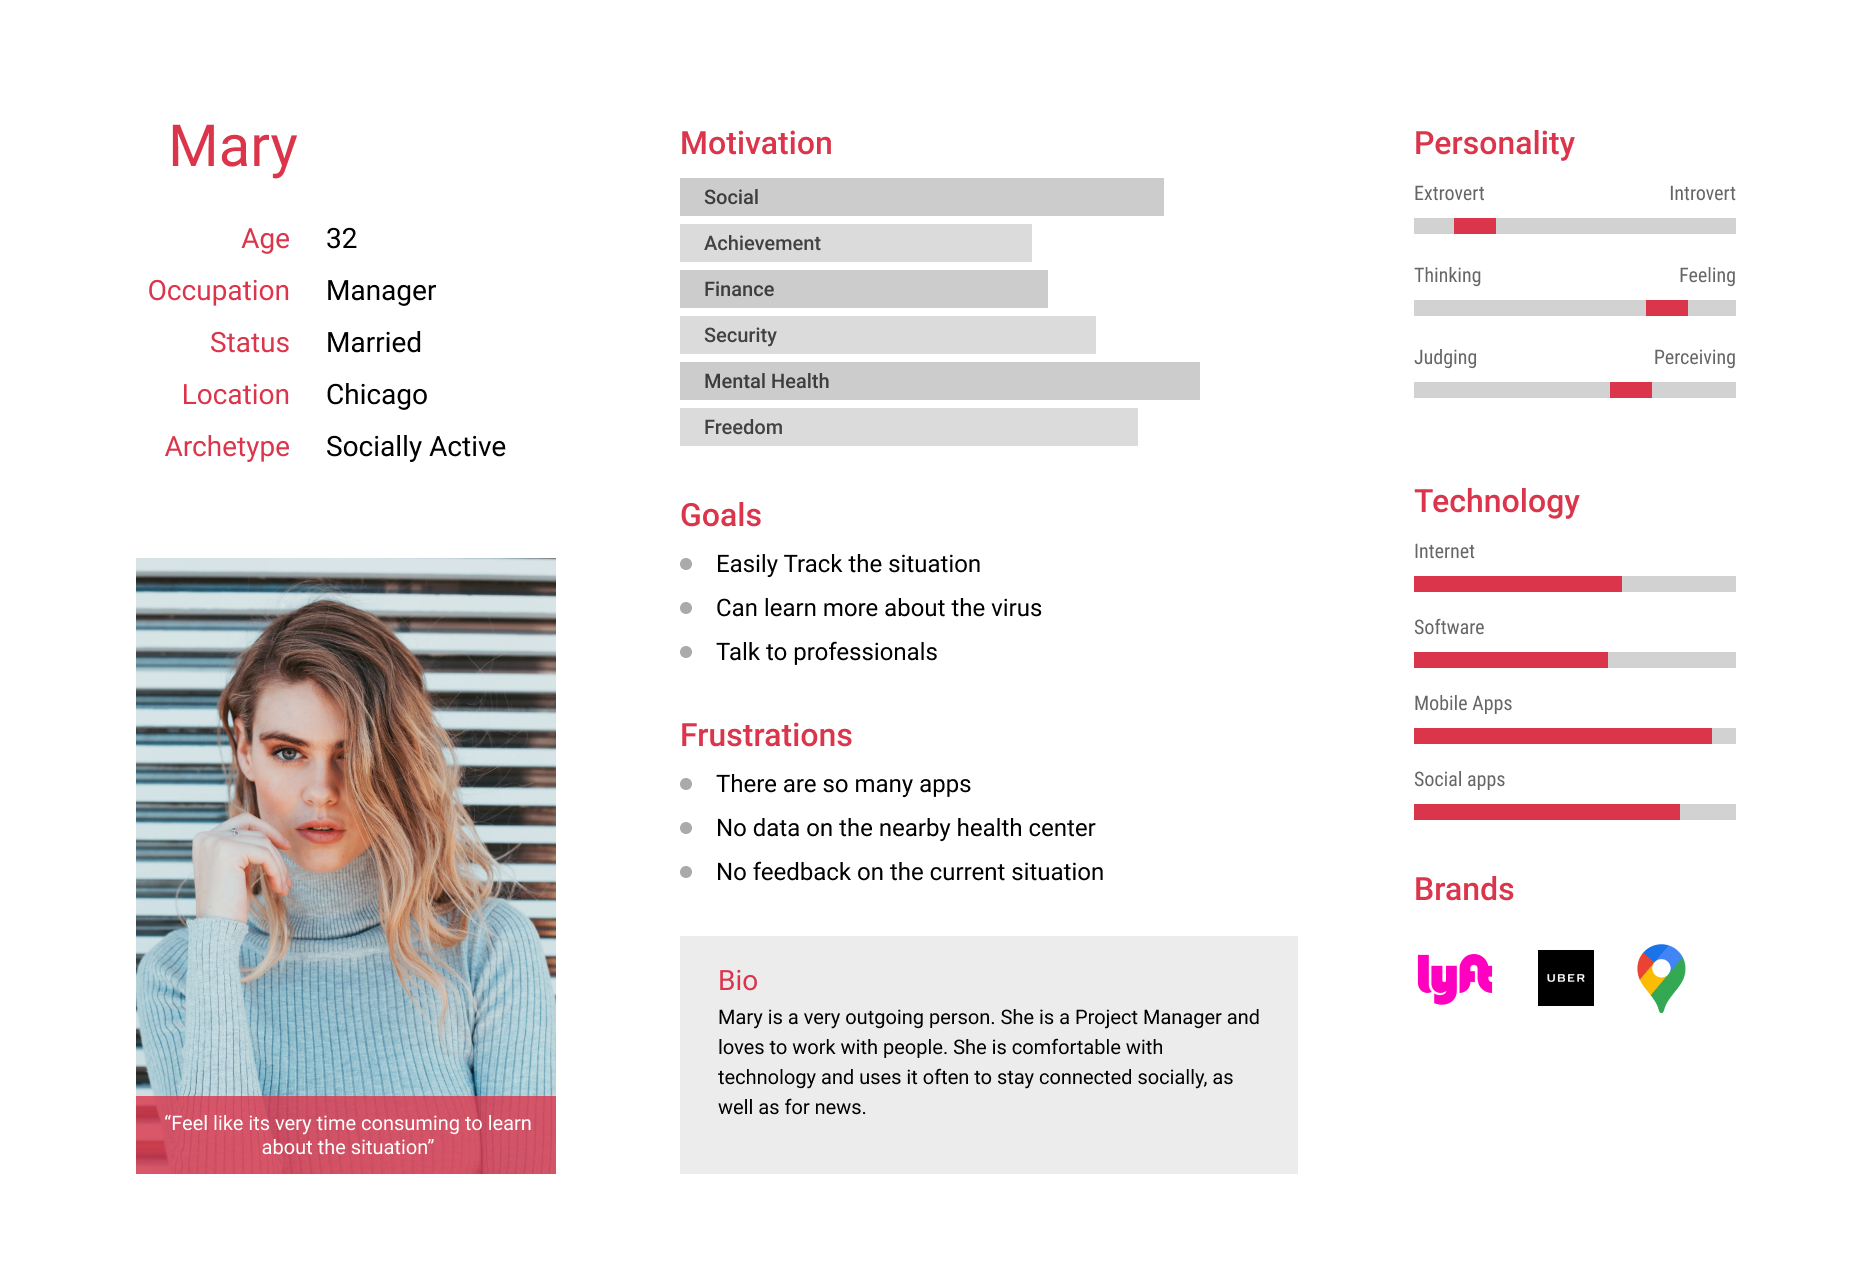 Mary
Age 32
Occupation Manager
Status Married
Location Chicago
Archetype Socially Active
“Feel like its very time consuming to learn
about the situation”
Motivation
Social
Achievement
Finance
Security
Mental Health
Freedom
Goals
Easily Track the situation
Can learn more about the virus
Talk to professionals
Frustrations
There are so many apps
No data on the nearby health center
No feedback on the current situation
Bio
Mary is a very outgoing person. She is a Project Manager and
loves to work with people. She is comfortable with
technology and uses it often to stay connected socially, as
well as for news.
Personality
Extrovert Introvert
Thinking Feeling
Judging Perceiving
Technology
Internet
Software
Mobile Apps
Social apps
Brands
lyft UBER